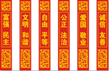 富强 民主
文明 和谐
自由 平等
公正 法治
爱国 敬业
诚信 友善